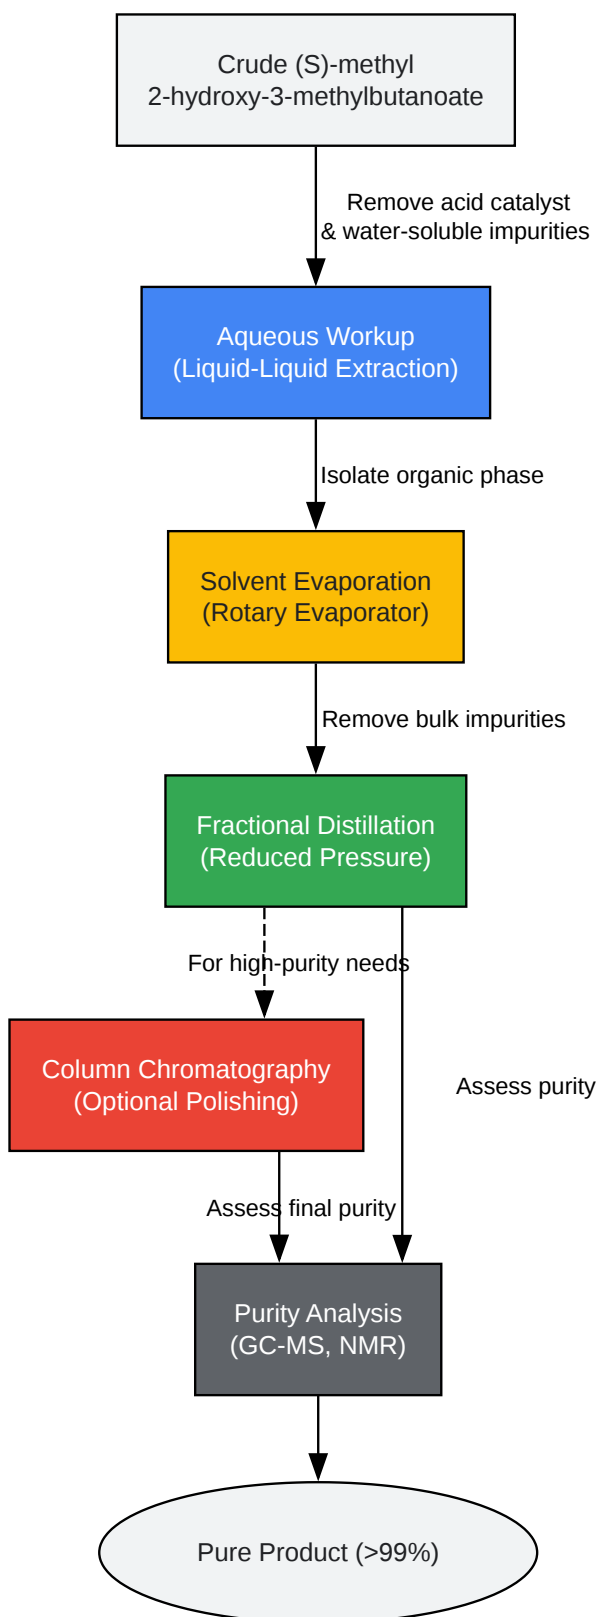 Crude (S)-methyl
2-hydroxy-3-methylbutanoate
Remove acid catalyst
& water-soluble impurities
Aqueous Workup
(Liquid-Liquid Extraction)
Isolate organic phase
Solvent Evaporation
(Rotary Evaporator)
Remove bulk impurities
Fractional Distillation
(Reduced Pressure)
For high-purity needs
Column Chromatography
(Optional Polishing)
Assess purity
Assess final purity
Purity Analysis
(GC-MS, NMR)
Pure Product (>99%)